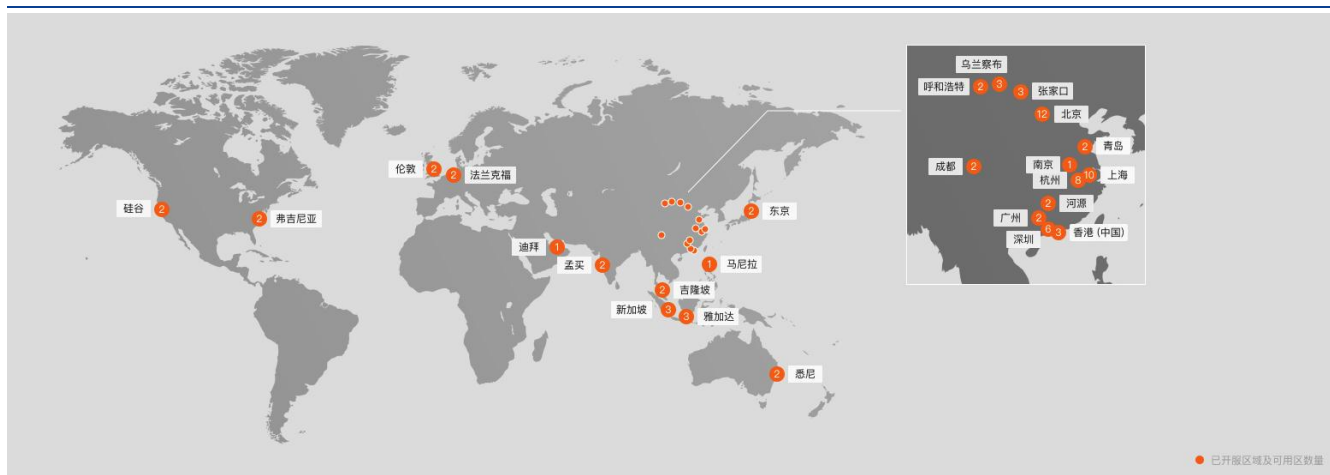 伦敦 2
2 法兰克福
硅谷 2
2 弗吉尼亚
2 东京
迪拜 1
孟买 2
1 马尼拉
2 吉隆坡
新加坡 3
3 雅加达
2 悉尼
乌兰察布
呼和浩特 2
3
3 张家口
12 北京
2 青岛
成都 2
南京 1
杭州 8
10 上海
2 河源
广州 2
深圳 6
3 香港 (中国)
已开服区域及可用区数量